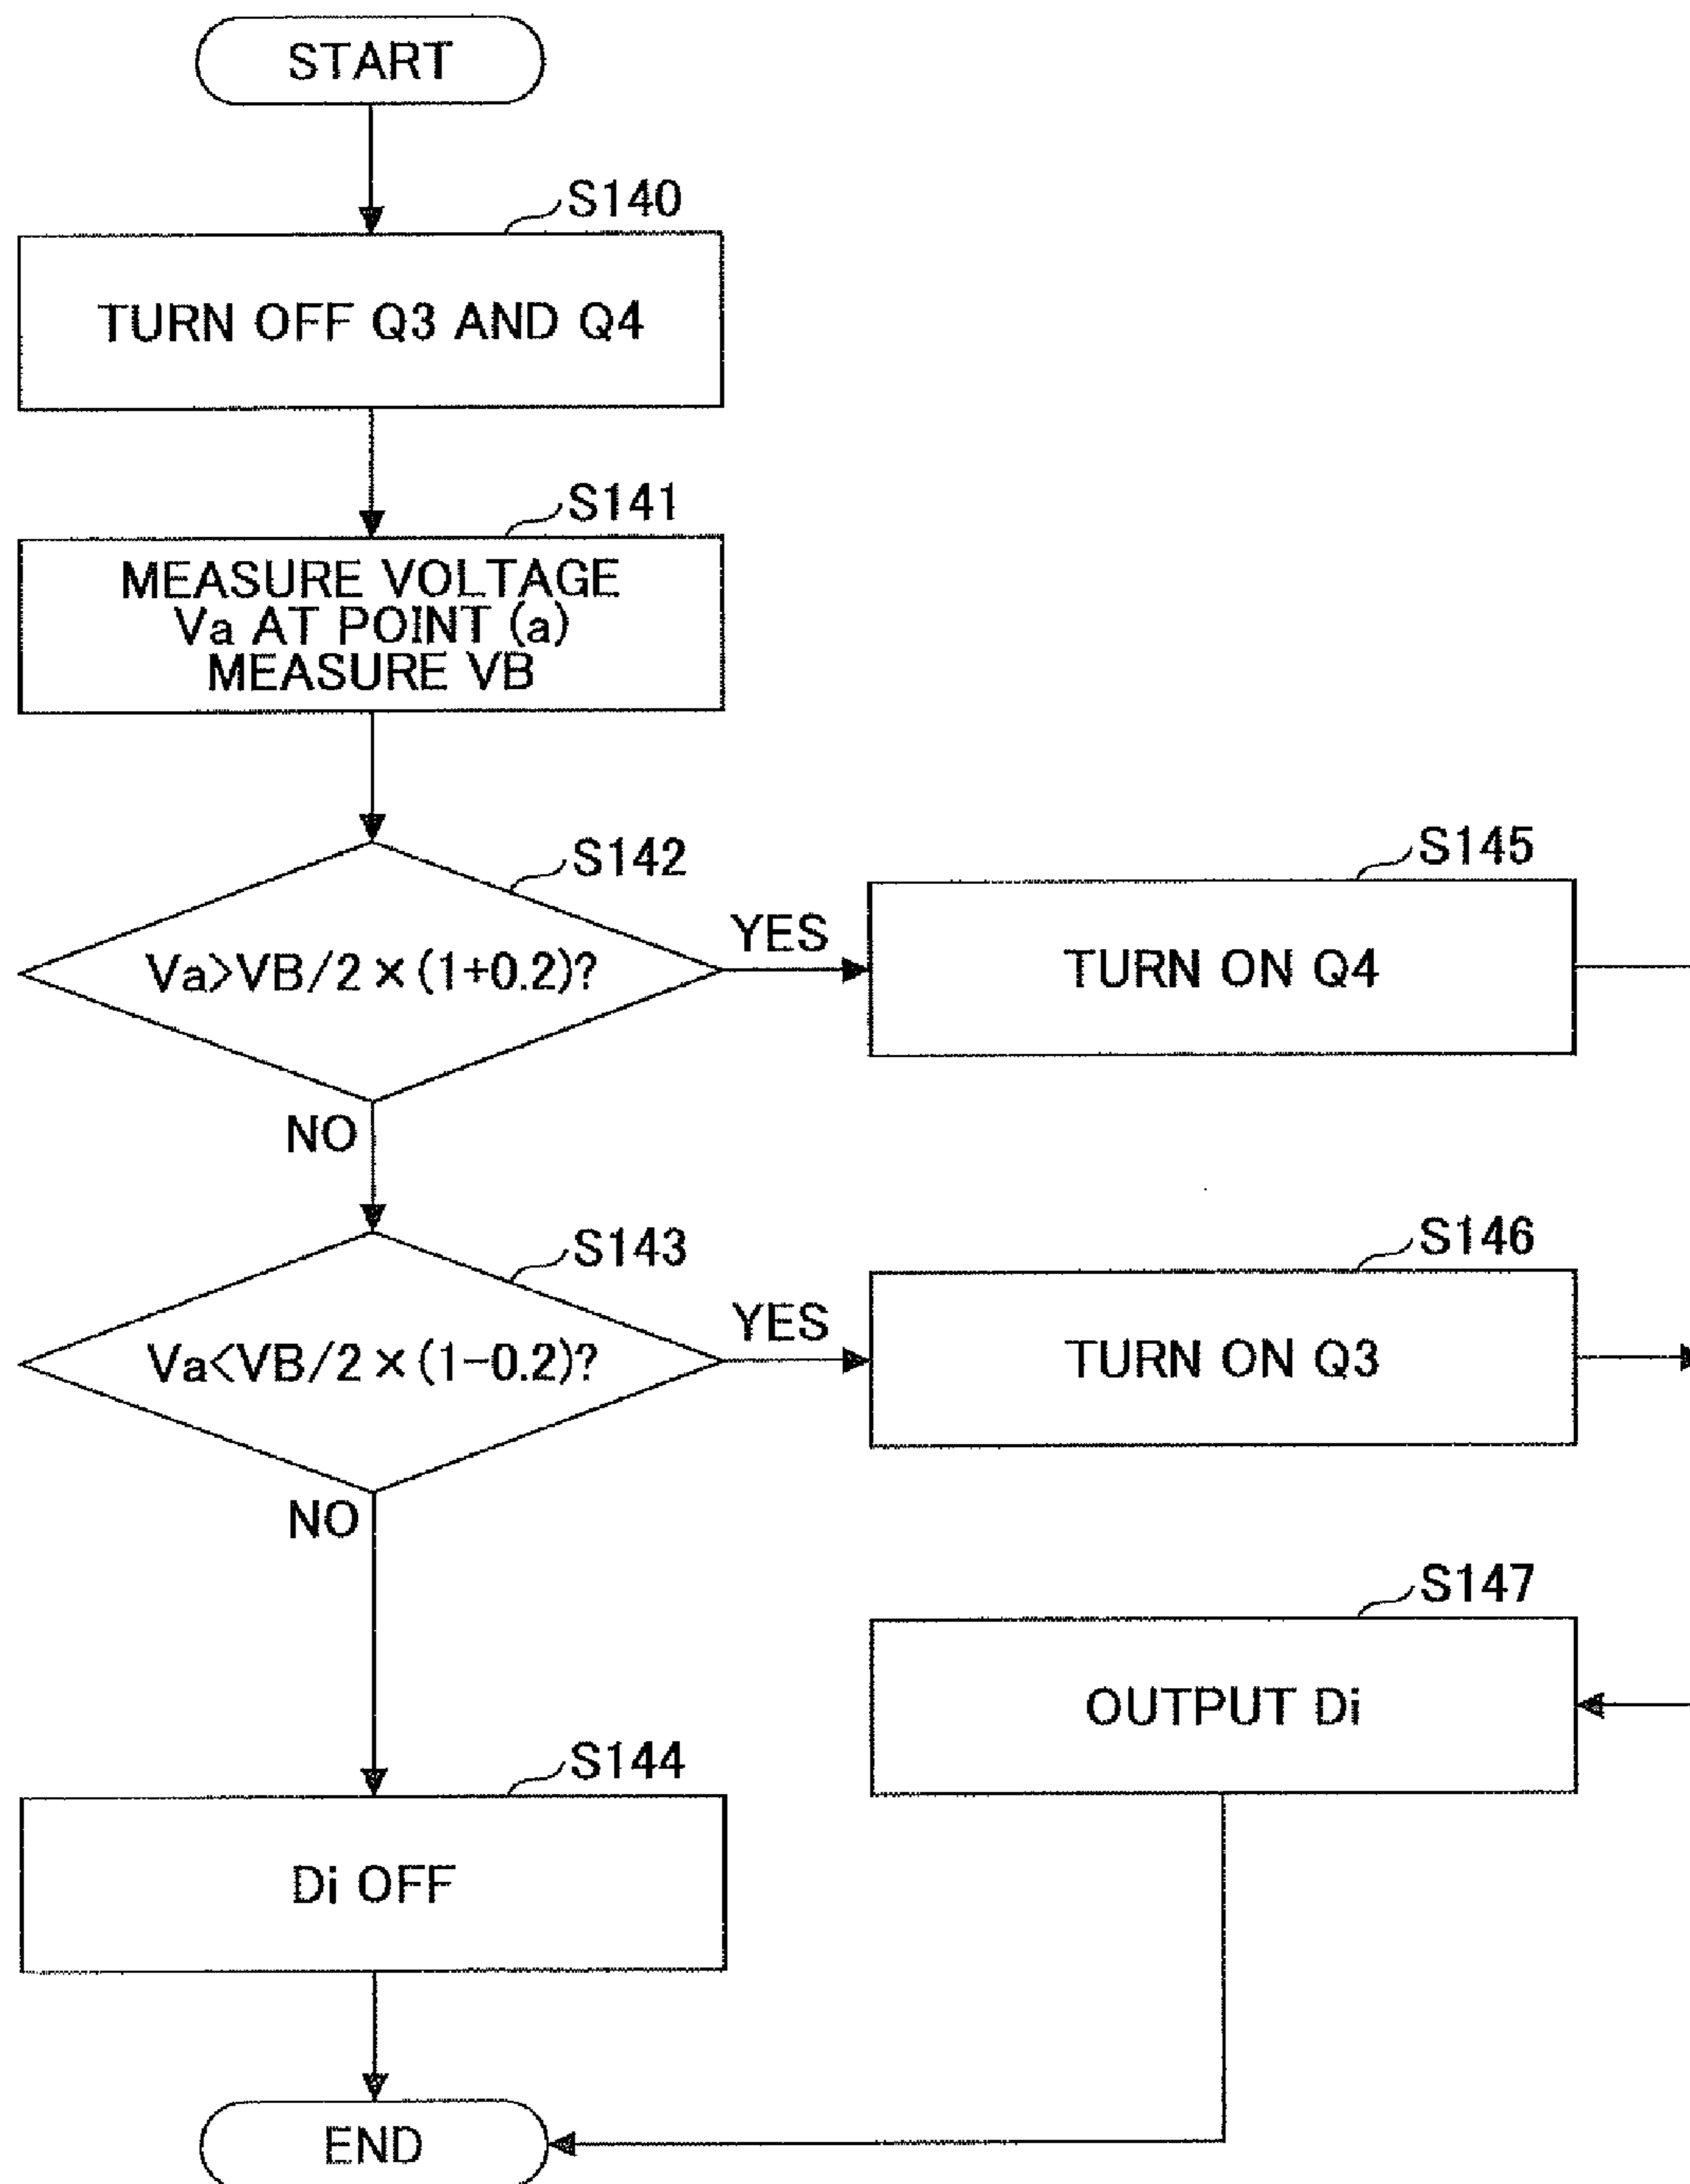 START
S140
TURN OFF Q3 AND Q4
S141
MEASURE VOLTAGE
Va AT POINT (a)
MEASURE VB
S142
Va>VB/2×(1+0.2)?
YES
S145
TURN ON Q4
NO
S143
Va<VB/2×(1−0.2)?
YES
S146
TURN ON Q3
NO
S147
OUTPUT Di
S144
Di OFF
END